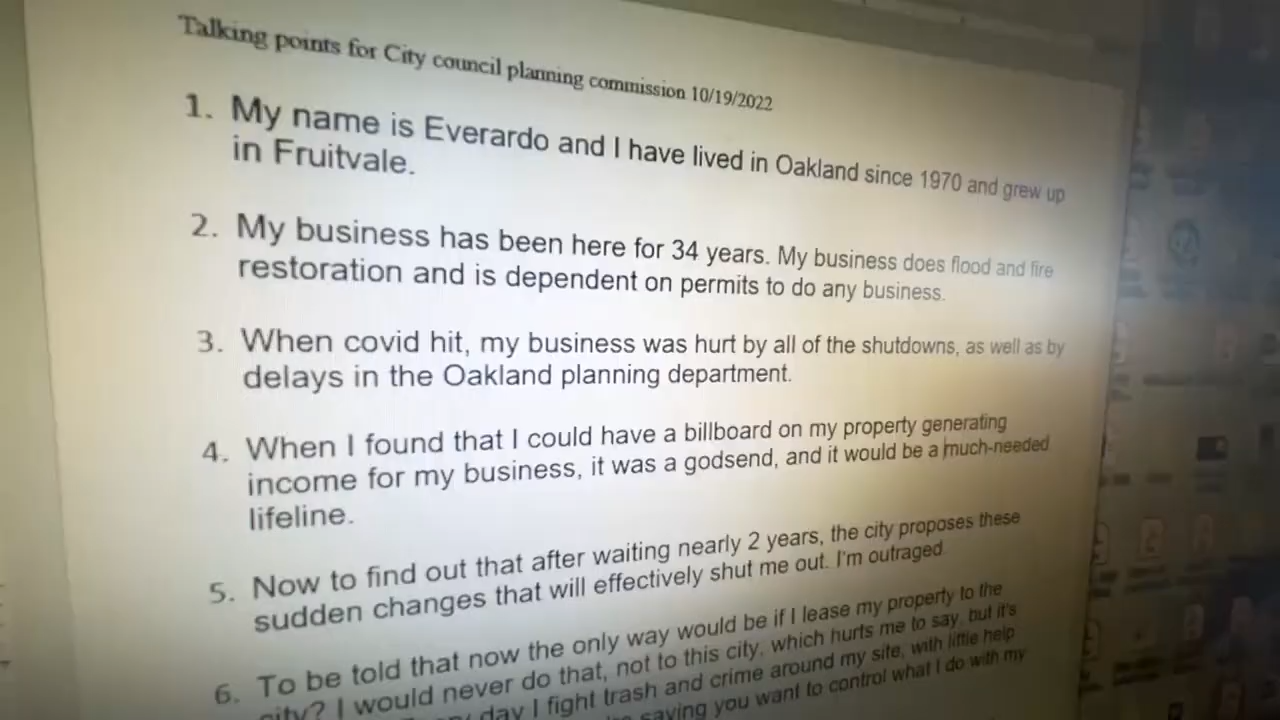 Talking points for City council planning commission 10/19/2022
1. My name is Everardo and I have lived in Oakland since 1970 and grew up
in Fruitvale.
2. My business has been here for 34 years. My business does flood and fire
restoration and is dependent on permits to do any business.
3. When covid hit, my business was hurt by all of the shutdowns, as well as by
delays in the Oakland planning department.
4. When I found that I could have a billboard on my property generating
income for my business, it was a godsend, and it would be a much-needed
lifeline.
5. Now to find out that after waiting nearly 2 years, the city proposes these
sudden changes that will effectively shut me out. I'm outraged.
6. To be told that now the only way would be if I lease my property to the
city? I would never do that, not to this city, which hurts me to say, but it's
day I fight trash and crime around my site, with little help
saying you want to control what I do with my